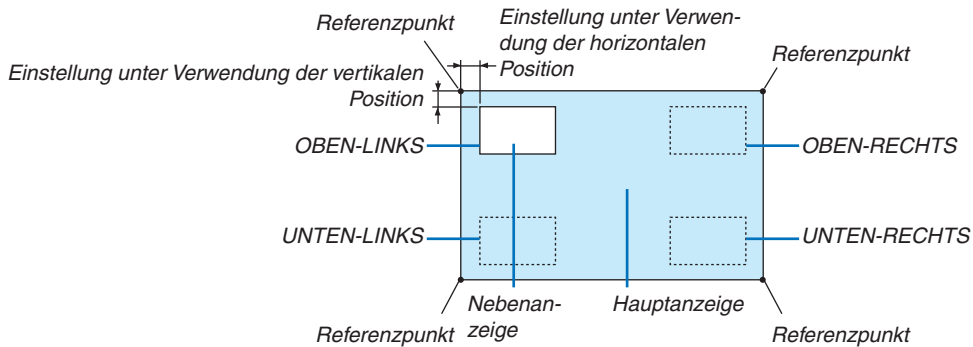 Referenzpunkt
Einstellung unter Verwen-
dung der horizontalen
Position
Referenzpunkt
Einstellung unter Verwendung der vertikalen
Position
OBEN-LINKS
OBEN-RECHTS
UNTEN-LINKS
UNTEN-RECHTS
Referenzpunkt
Nebenan-
zeige
Hauptanzeige
Referenzpunkt